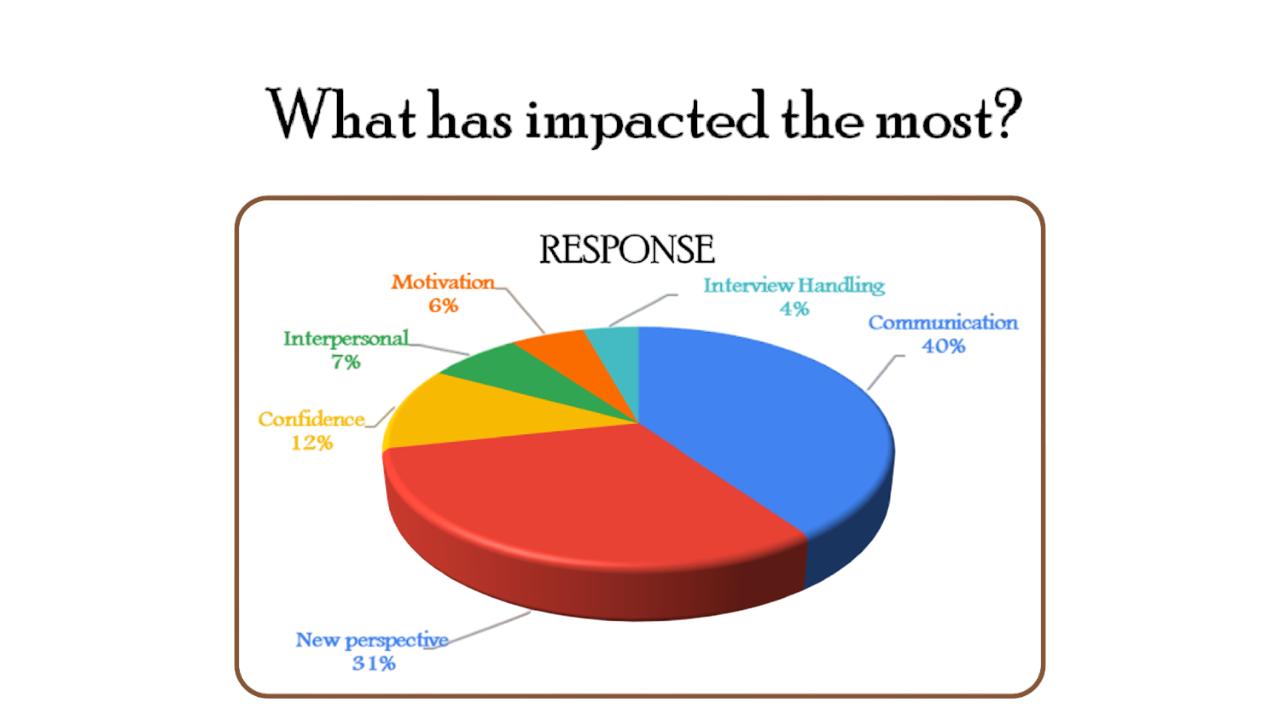 What has impacted the most?
RESPONSE
Motivation
6%
Interview Handling
4%
Communication
40%
Interpersonal
7%
Confidence
12%
New perspective
31%